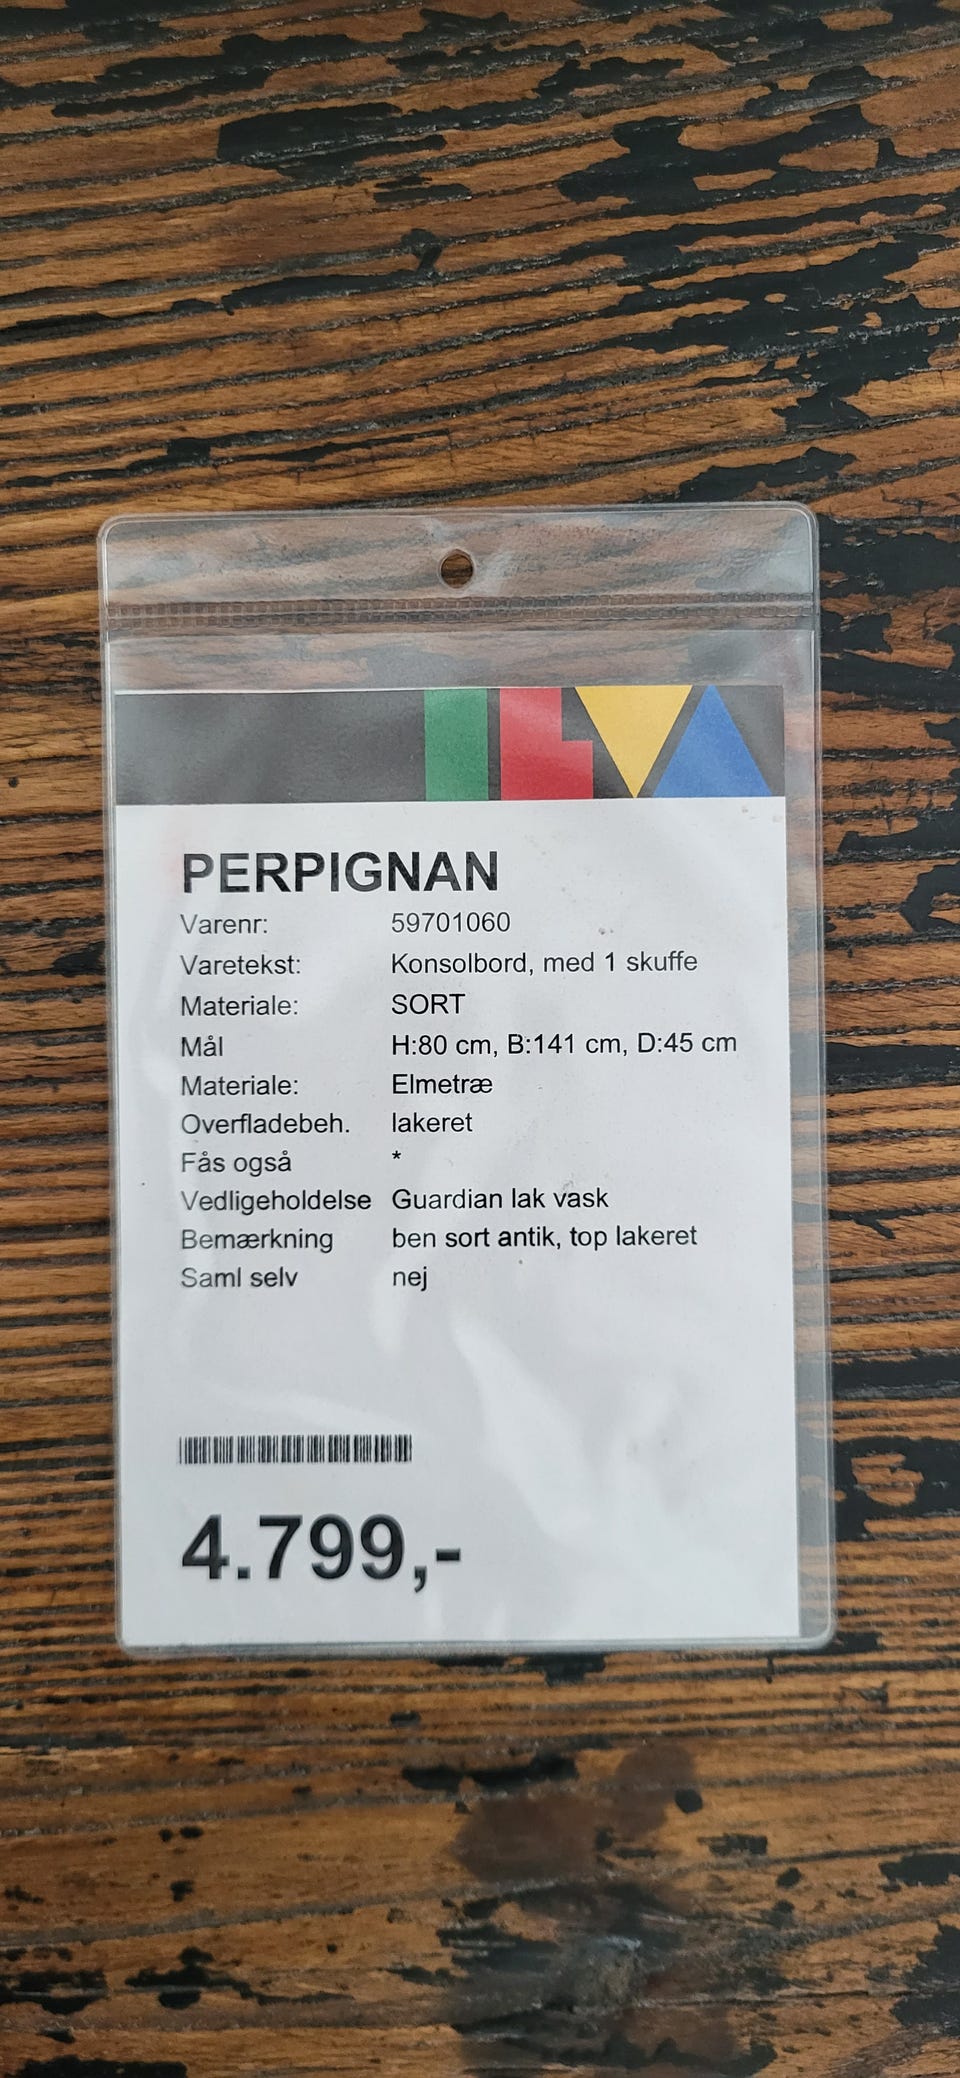 ILVA
PERPIGNAN
Varenr: 59701060
Varetekst: Konsolbord, med 1 skuffe
Materiale: SORT
Mål H:80 cm, B:141 cm, D:45 cm
Materiale: Elmetræ
Overfladebeh. lakeret
Fås også *
Vedligeholdelse Guardian lak vask
Bemærkning ben sort antik, top lakeret
Saml selv nej
4.799,-